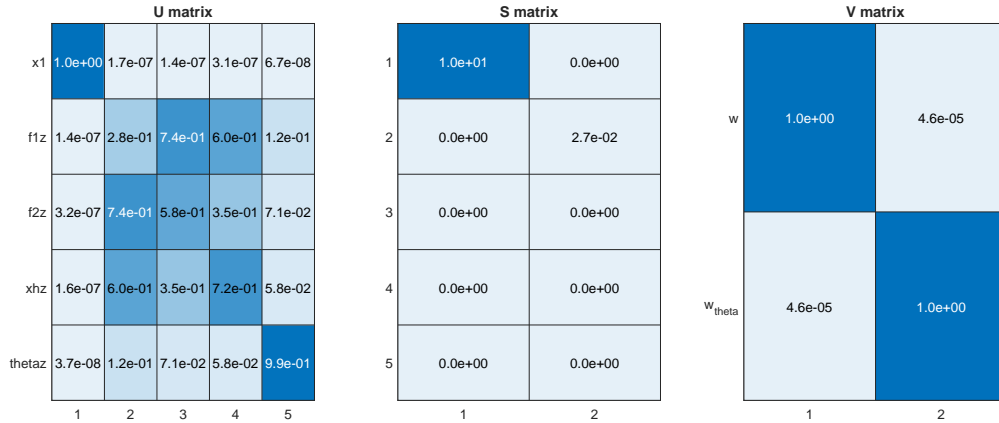 U matrix
x1 1.0e+00 1.7e-07 1.4e-07 3.1e-07 6.7e-08
f1z 1.4e-07 2.8e-01 7.4e-01 6.0e-01 1.2e-01
f2z 3.2e-07 7.4e-01 5.8e-01 3.5e-01 7.1e-02
xhz 1.6e-07 6.0e-01 3.5e-01 7.2e-01 5.8e-02
thetaz 3.7e-08 1.2e-01 7.1e-02 5.8e-02 9.9e-01
1 2 3 4 5
S matrix
1 1.0e+01 0.0e+00
2 0.0e+00 2.7e-02
3 0.0e+00 0.0e+00
4 0.0e+00 0.0e+00
5 0.0e+00 0.0e+00
1 2
V matrix
w 1.0e+00 4.6e-05
w_theta 4.6e-05 1.0e+00
1 2